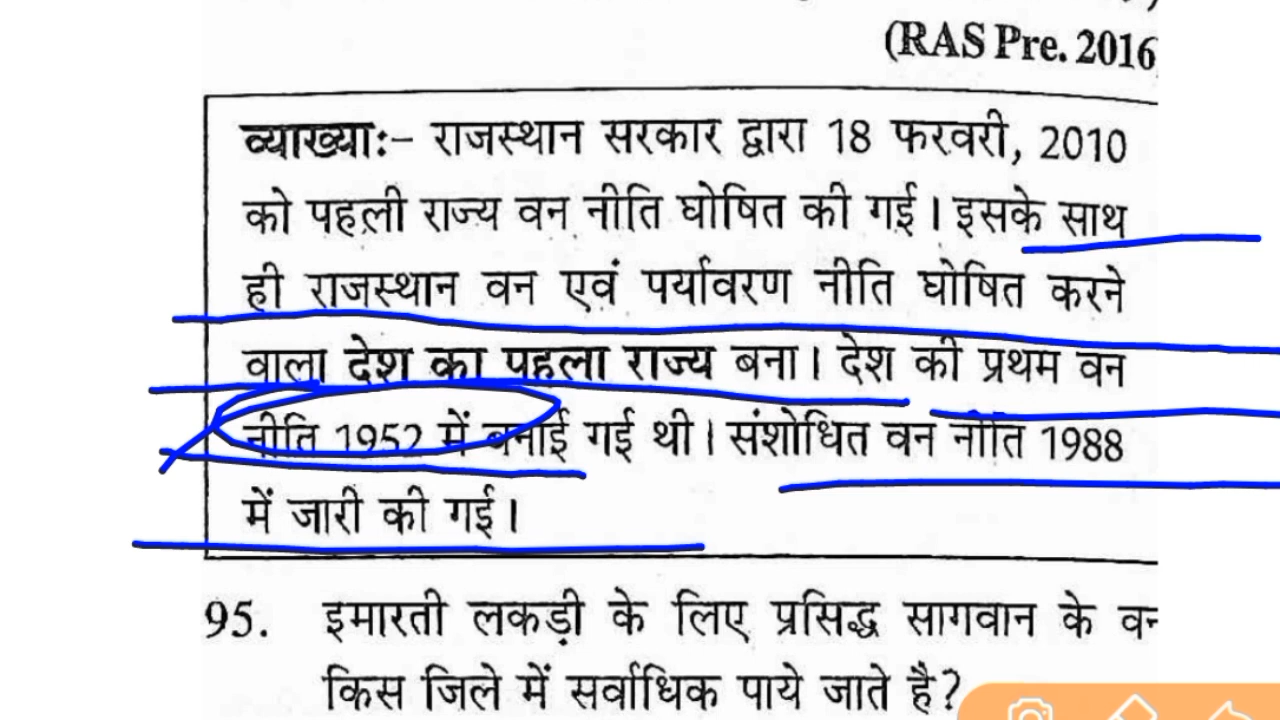 (RAS Pre. 2016
व्याख्याः- राजस्थान सरकार द्वारा 18 फरवरी, 2010
को पहली राज्य वन नीति घोषित की गई। इसके साथ
ही राजस्थान वन एवं पर्यावरण नीति घोषित करने
वाला देश का पहला राज्य बना। देश की प्रथम वन
नीति 1952 में बनाई गई थी। संशोधित वन नीति 1988
में जारी की गई।
95. इमारती लकड़ी के लिए प्रसिद्ध सागवान के वन
किस जिले में सर्वाधिक पाये जाते है?